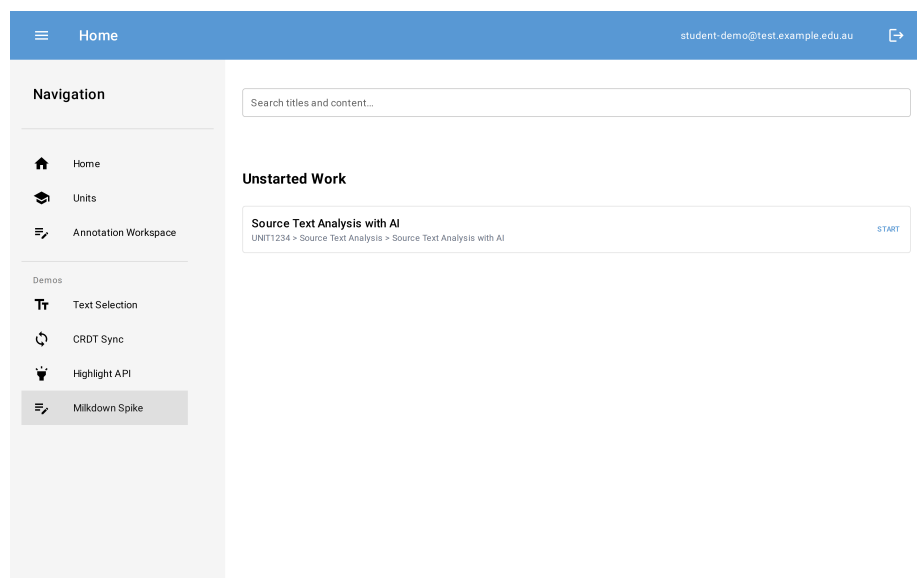 Home
student-demo@test.example.edu.au
Navigation
Home
Units
Annotation Workspace
Demos
Text Selection
CRDT Sync
Highlight API
Milkdown Spike
Search titles and content...
Unstarted Work
Source Text Analysis with AI
UNIT1234 > Source Text Analysis > Source Text Analysis with AI
START